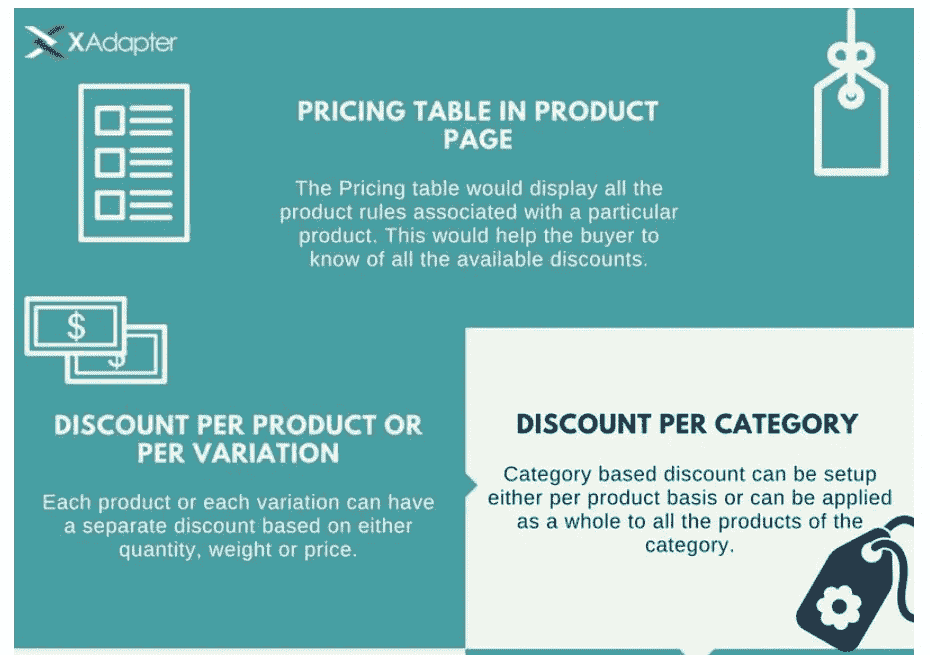 XAdapter
PRICING TABLE IN PRODUCT
PAGE
The Pricing table would display all the
product rules associated with a particular
product. This would help the buyer to
know of all the available discounts.
$
$
DISCOUNT PER PRODUCT OR
PER VARIATION
Each product or each variation can have
a separate discount based on either
quantity, weight or price.
DISCOUNT PER CATEGORY
Category based discount can be setup
either per product basis or can be applied
as a whole to all the products of the
category.